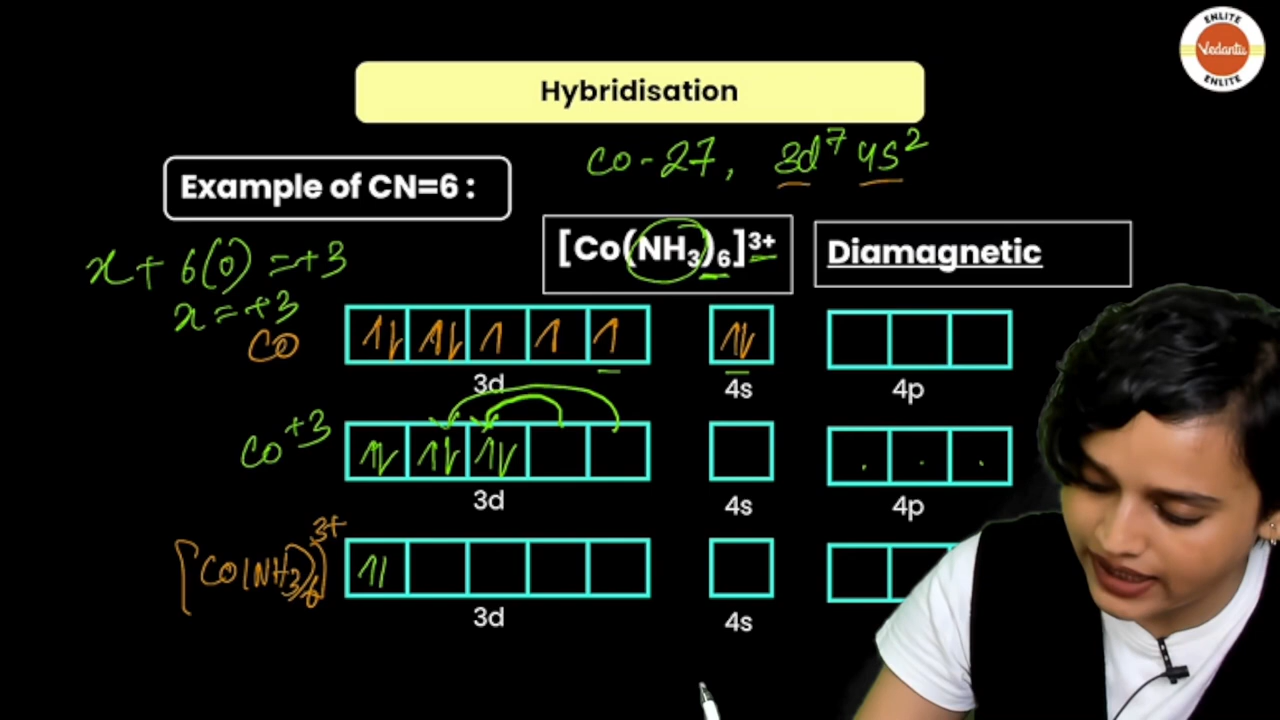 ENLITE
Vedantu
ENLITE
Hybridisation
Co-27, 3d⁷ 4s²
Example of CN=6 :
[Co(NH₃)₆]³⁺
Diamagnetic
x + 6(0) = +3
x = +3
Co
3d
4s
4p
Co⁺³
3d
4s
4p
[Co(NH₃)₆]³⁺
3d
4s